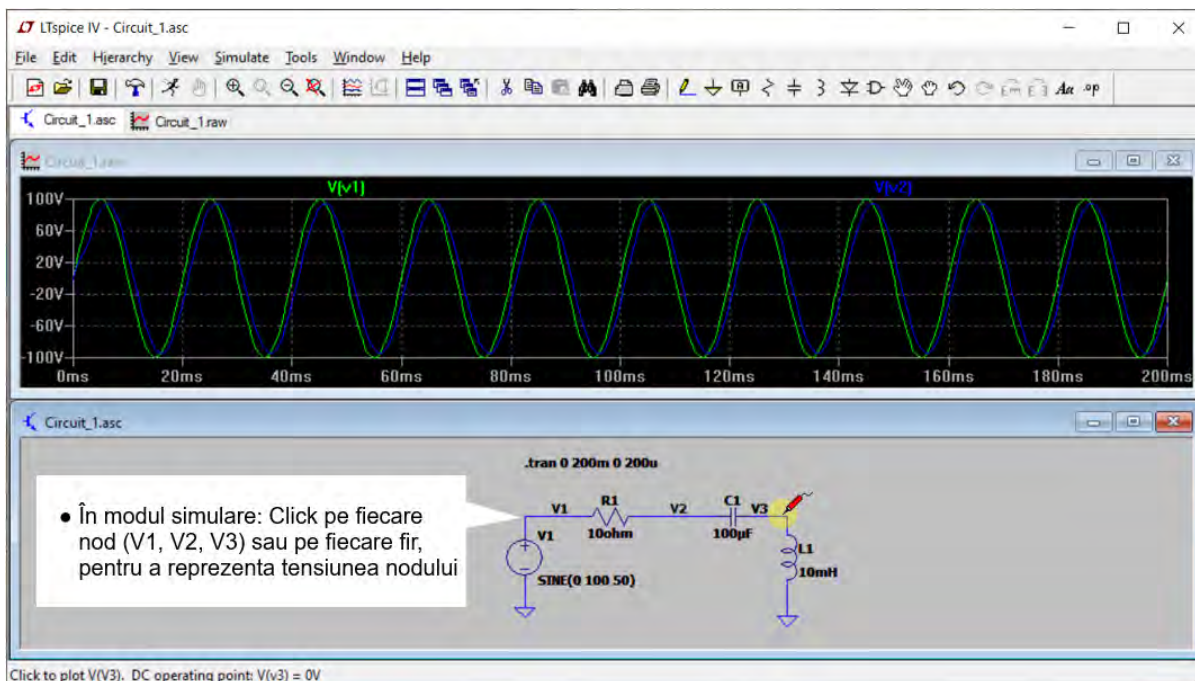 LTspice IV - Circuit_1.asc
File Edit Hjerarchy View Simulate Tools Window Help
Aa .op
Circuit_1.asc Circuit_1.raw
Circuit_1.raw
V(v1) V(v2)
100V
60V
20V
-20V
-60V
-100V
0ms 20ms 40ms 60ms 80ms 100ms 120ms 140ms 160ms 180ms 200ms
Circuit_1.asc
.tran 0 200m 0 200u
● În modul simulare: Click pe fiecare
nod (V1, V2, V3) sau pe fiecare fir,
pentru a reprezenta tensiunea nodului
V1 R1 V2 C1 V3
V1 10ohm 100µF
L1
10mH
SINE(0 100 50)
Click to plot V(V3). DC operating point: V(v3) = 0V